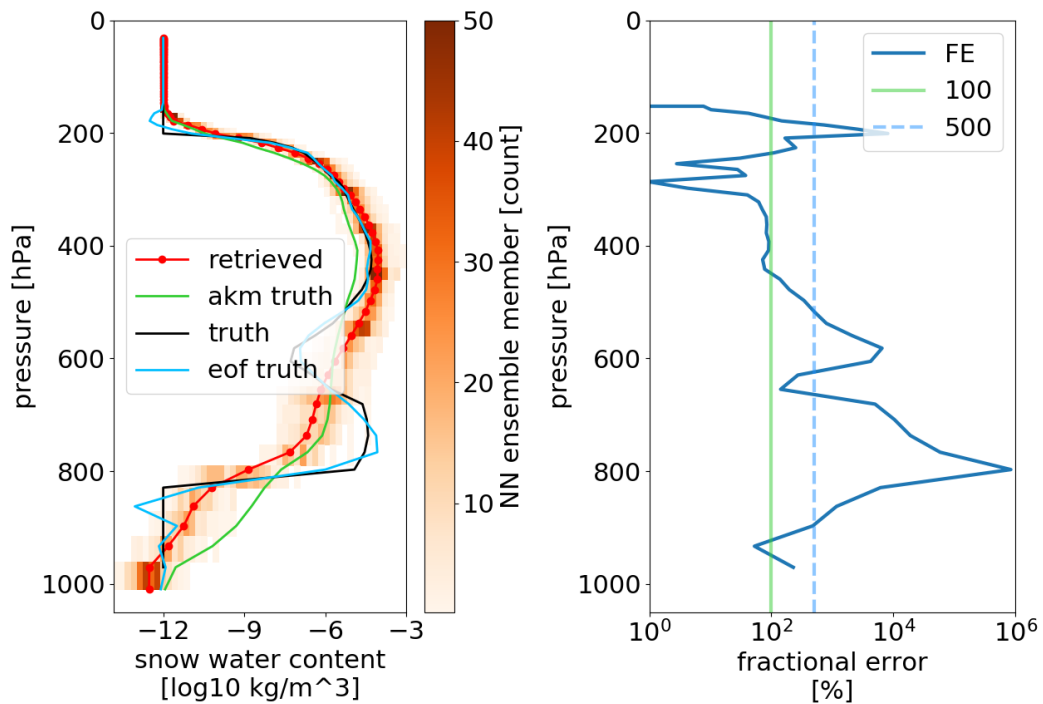 0
200
400
600
800
1000
pressure [hPa]
retrieved
akm truth
truth
eof truth
−12
−9
−6
−3
snow water content
[log10 kg/m^3]
50
40
30
20
10
NN ensemble member [count]
0
200
400
600
800
1000
pressure [hPa]
FE
100
500
10^0
10^2
10^4
10^6
fractional error
[%]